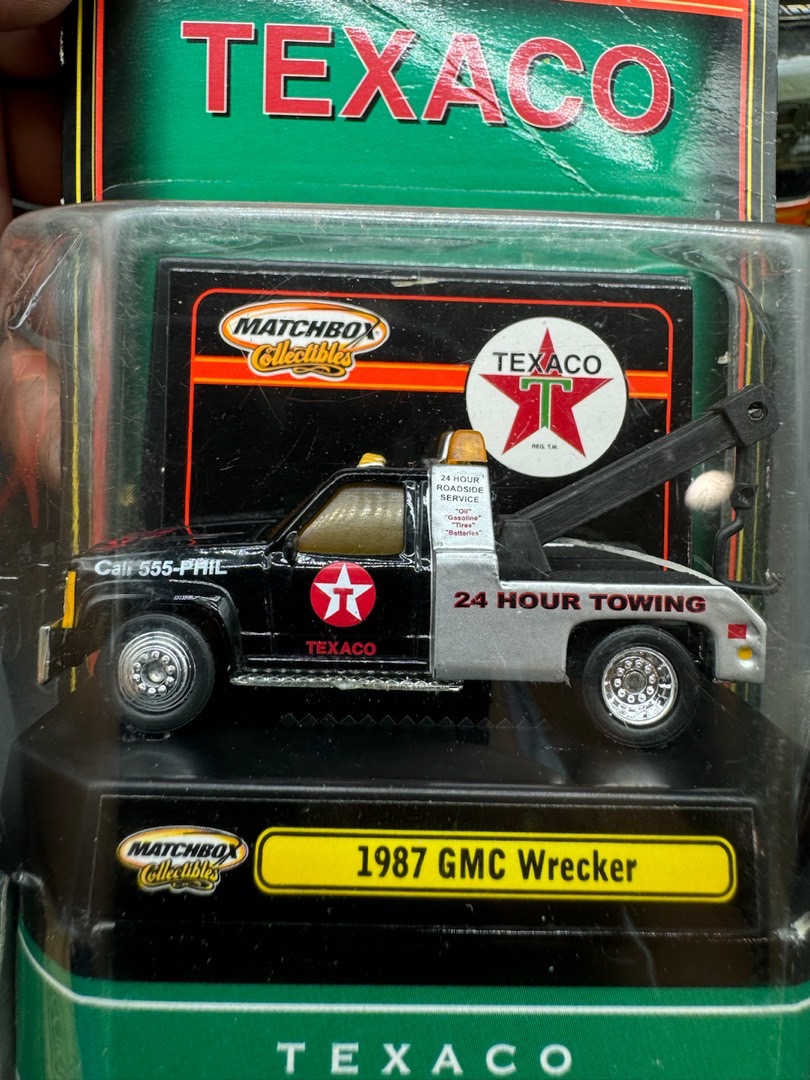 TEXACO
MATCHBOX
Collectibles
TEXACO
T
REG. T.M.
24 HOUR
ROADSIDE
SERVICE
"Oil"
"Gasoline"
"Tires"
"Batteries"
Call 555-PHIL
T
TEXACO
24 HOUR TOWING
MATCHBOX
Collectibles
1987 GMC Wrecker
TEXACO